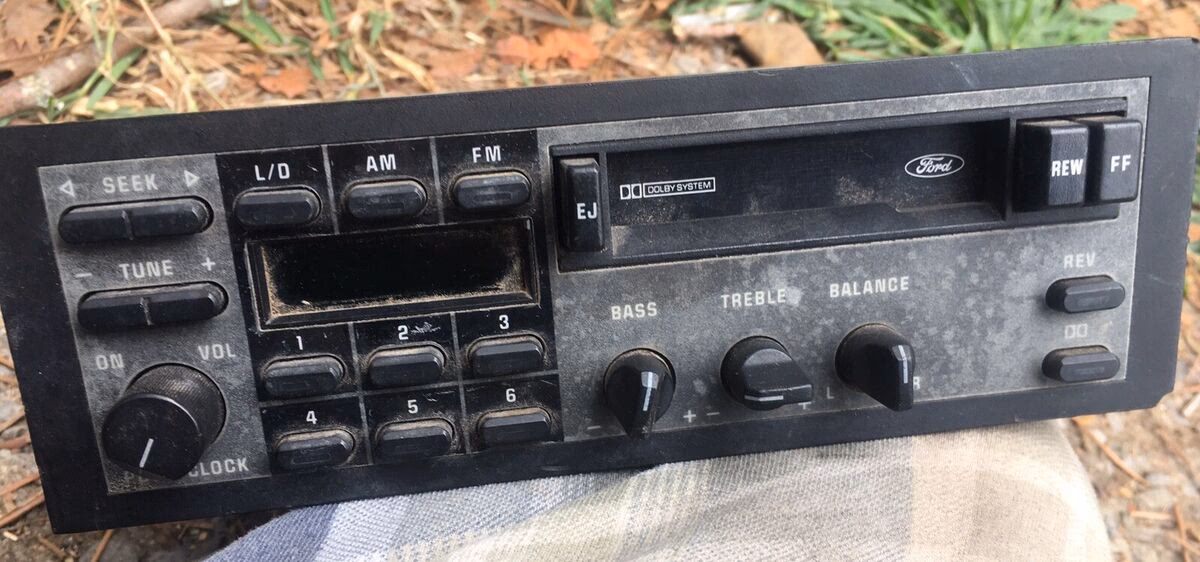 SEEK
L/D
AM
FM
EJ
DOLBY SYSTEM
Ford
REW
FF
- TUNE +
ON
VOL
CLOCK
1
2
3
4
5
6
BASS
- +
TREBLE
- +
BALANCE
L R
REV